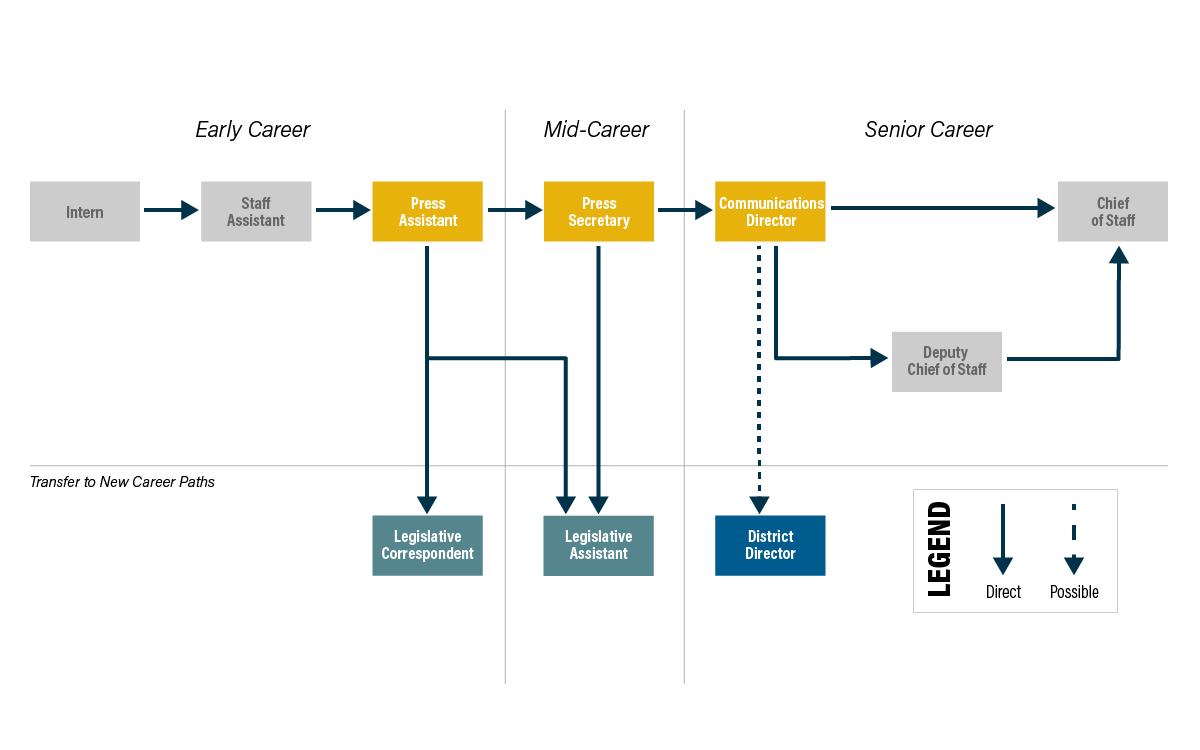 Early Career
Mid-Career
Senior Career
Intern
Staff
Assistant
Press
Assistant
Press
Secretary
Communications
Director
Chief
of Staff
Deputy
Chief of Staff
Transfer to New Career Paths
Legislative
Correspondent
Legislative
Assistant
District
Director
LEGEND
Direct
Possible